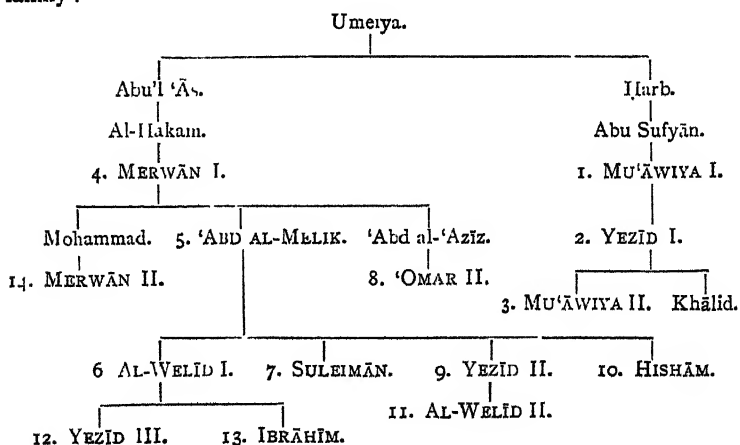 family :
Umeiya.
Abu'l ‘Ās. Ḥarb.
Al-Hakam. Abu Sufyān.
4. MERWĀN I. 1. MU‘ĀWIYA I.
Mohammad. 5. ‘ABD AL-MELIK. ‘Abd al-‘Azīz. 2. YEZĪD I.
14. MERWĀN II. 8. ‘OMAR II.
3. MU‘ĀWIYA II. Khālid.
6 AL-WELĪD I. 7. SULEIMĀN. 9. YEZĪD II. 10. HISHĀM.
11. AL-WELĪD II.
12. YEZĪD III. 13. IBRĀHĪM.